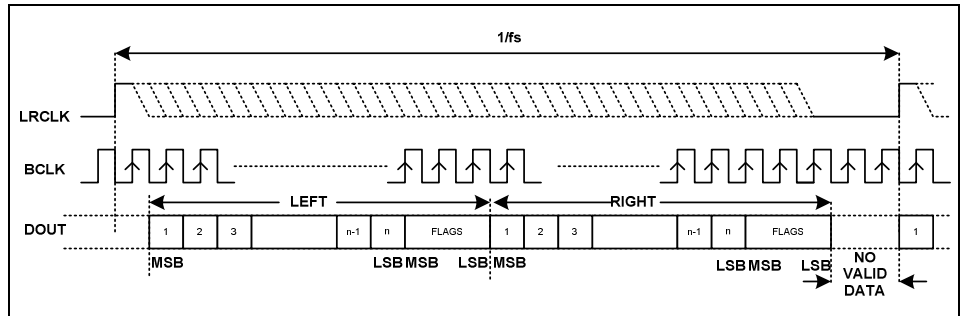 1/fs
LRCLK
BCLK
LEFT
RIGHT
DOUT
1 2 3 n-1 n FLAGS 1 2 3 n-1 n FLAGS 1
MSB LSB MSB LSB MSB LSB MSB LSB
NO
VALID
DATA